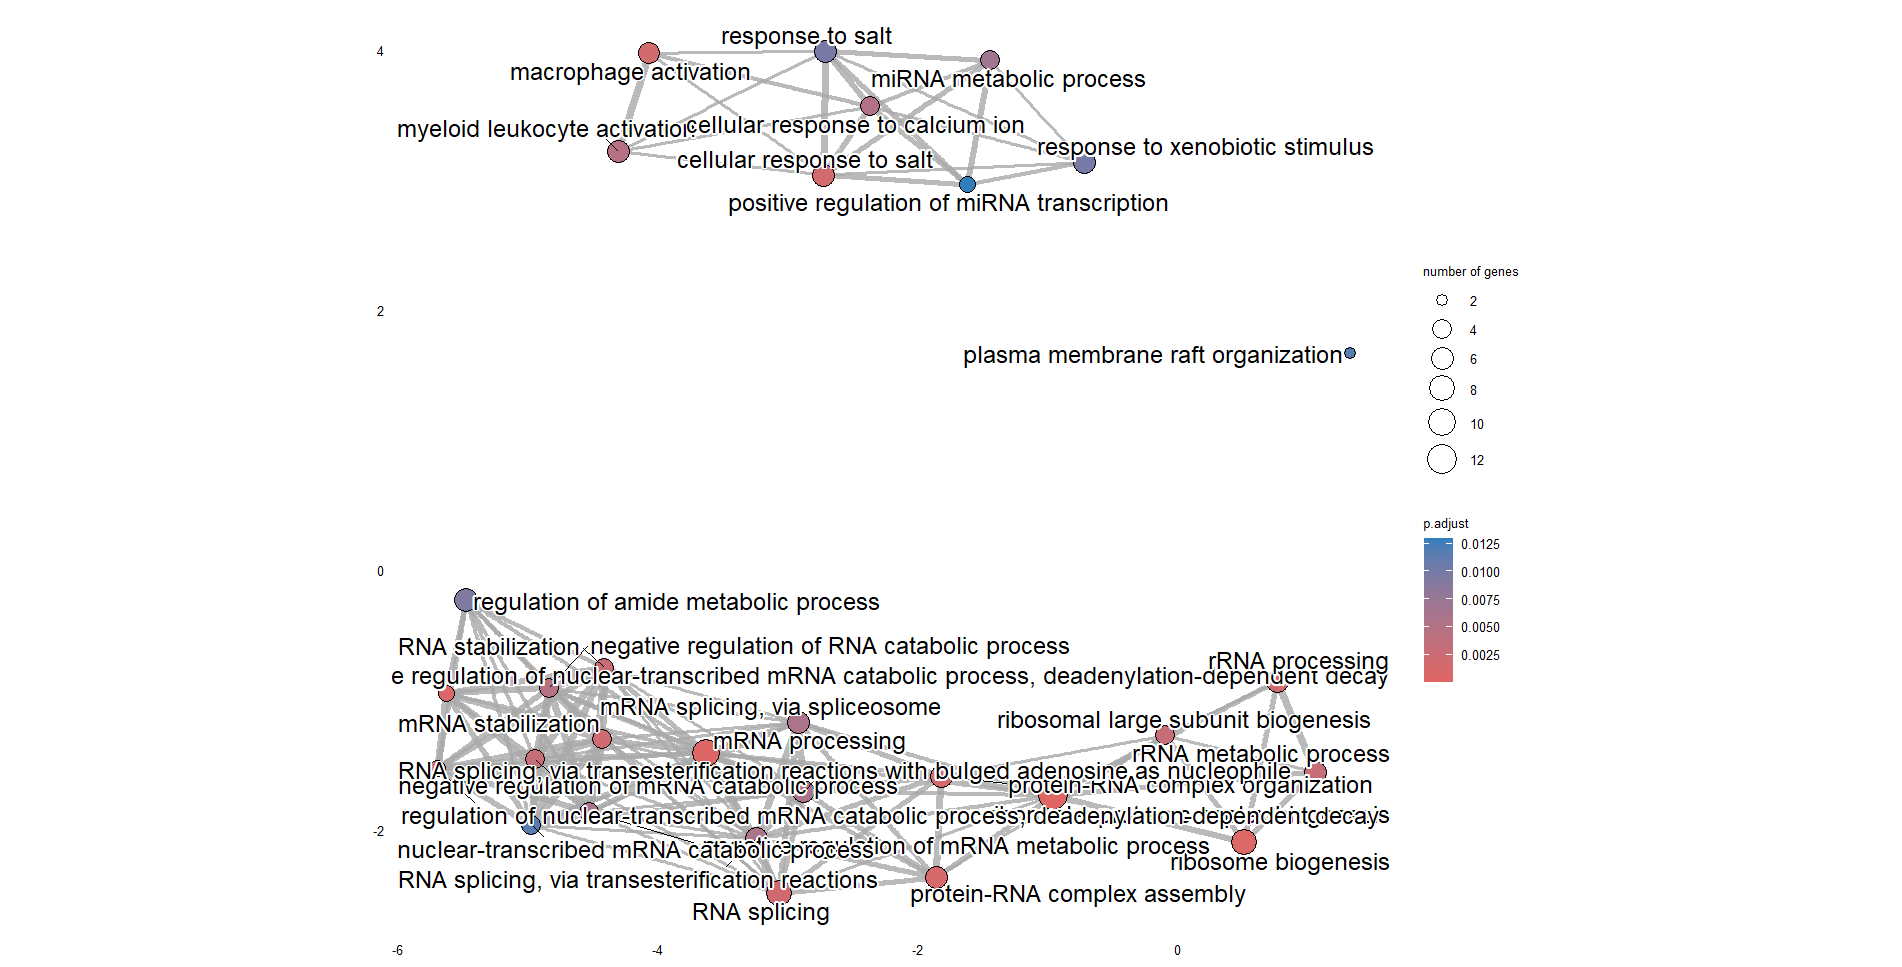 4
response to salt
macrophage activation
miRNA metabolic process
myeloid leukocyte activation
cellular response to calcium ion
response to xenobiotic stimulus
cellular response to salt
positive regulation of miRNA transcription
number of genes
2
4
6
8
10
12
2
plasma membrane raft organization
p.adjust
0.0125
0.0100
0.0075
0.0050
0.0025
0
regulation of amide metabolic process
RNA stabilization
negative regulation of RNA catabolic process
rRNA processing
e regulation of nuclear-transcribed mRNA catabolic process, deadenylation-dependent decay
mRNA splicing, via spliceosome
mRNA stabilization
ribosomal large subunit biogenesis
mRNA processing
rRNA metabolic process
RNA splicing, via transesterification reactions with bulged adenosine as nucleophile
negative regulation of mRNA catabolic process
protein-RNA complex organization
regulation of nuclear-transcribed mRNA catabolic process, deadenylation-dependent decay
-2
nuclear-transcribed mRNA catabolic process
regulation of mRNA metabolic process
ribosome biogenesis
RNA splicing, via transesterification reactions
protein-RNA complex assembly
RNA splicing
-6
-4
-2
0